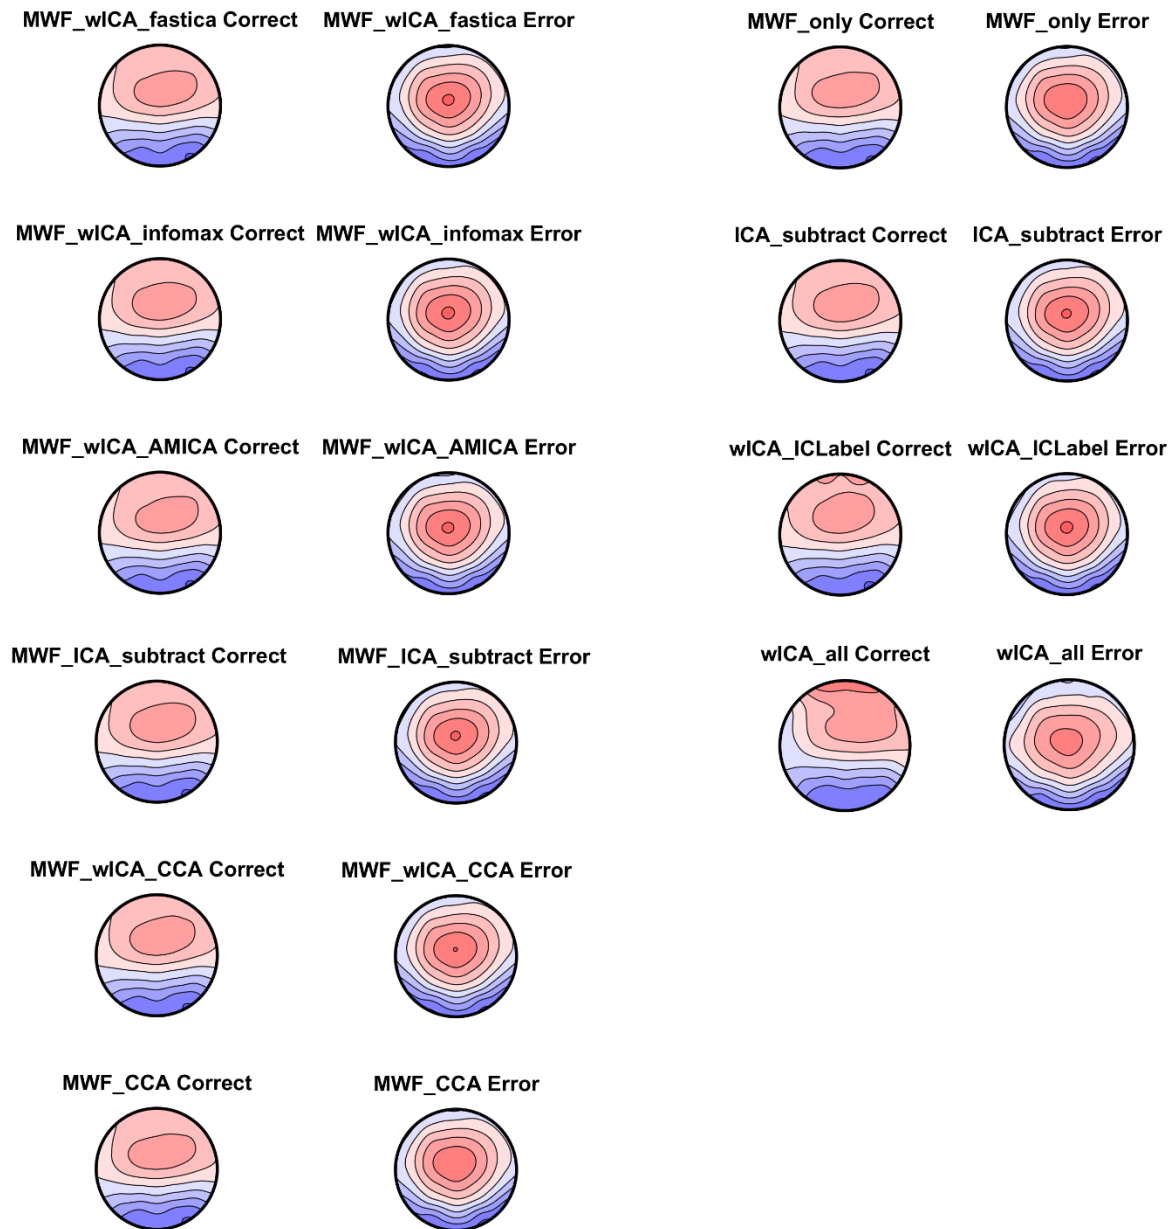 MWF_wICA_fastica Correct
MWF_wICA_fastica Error
MWF_only Correct
MWF_only Error
MWF_wICA_infomax Correct
MWF_wICA_infomax Error
ICA_subtract Correct
ICA_subtract Error
MWF_wICA_AMICA Correct
MWF_wICA_AMICA Error
wICA_ICLabel Correct
wICA_ICLabel Error
MWF_ICA_subtract Correct
MWF_ICA_subtract Error
wICA_all Correct
wICA_all Error
MWF_wICA_CCA Correct
MWF_wICA_CCA Error
MWF_CCA Correct
MWF_CCA Error